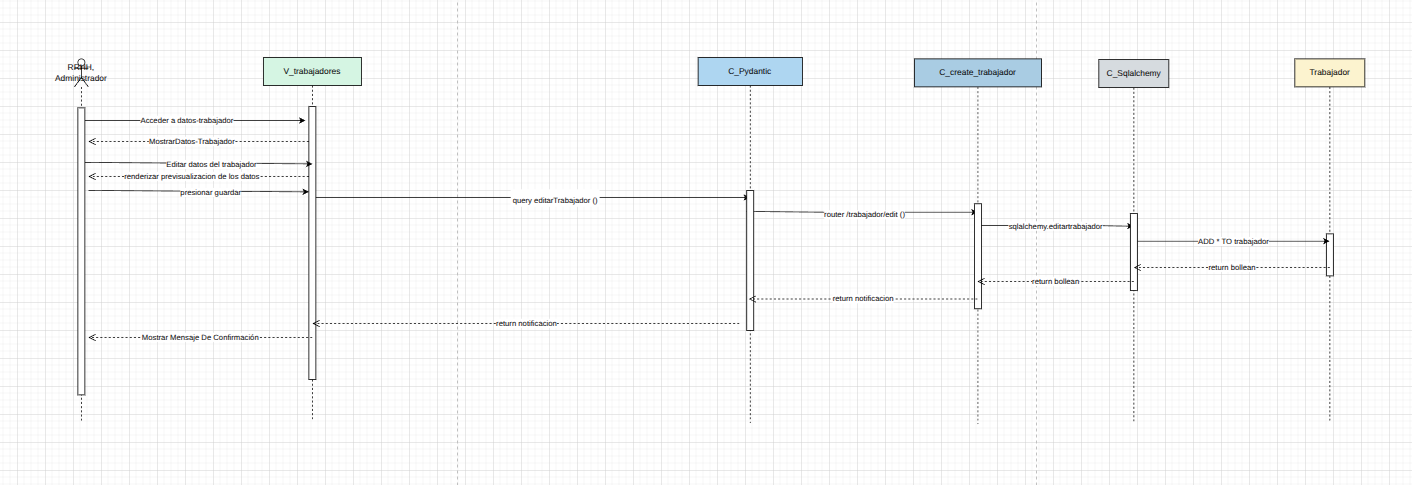 RRHH,
Administrador
V_trabajadores
C_Pydantic
C_create_trabajador
C_Sqlalchemy
Trabajador
Acceder a datos-trabajador
MostrarDatos-Trabajador
Editar datos del trabajador
renderizar previsualizacion de los datos
presionar guardar
query editarTrabajador ()
router /trabajador/edit ()
sqlalchemy.editartrabajador
ADD * TO trabajador
return bollean
return bollean
return notificacion
return notificacion
Mostrar Mensaje De Confirmación